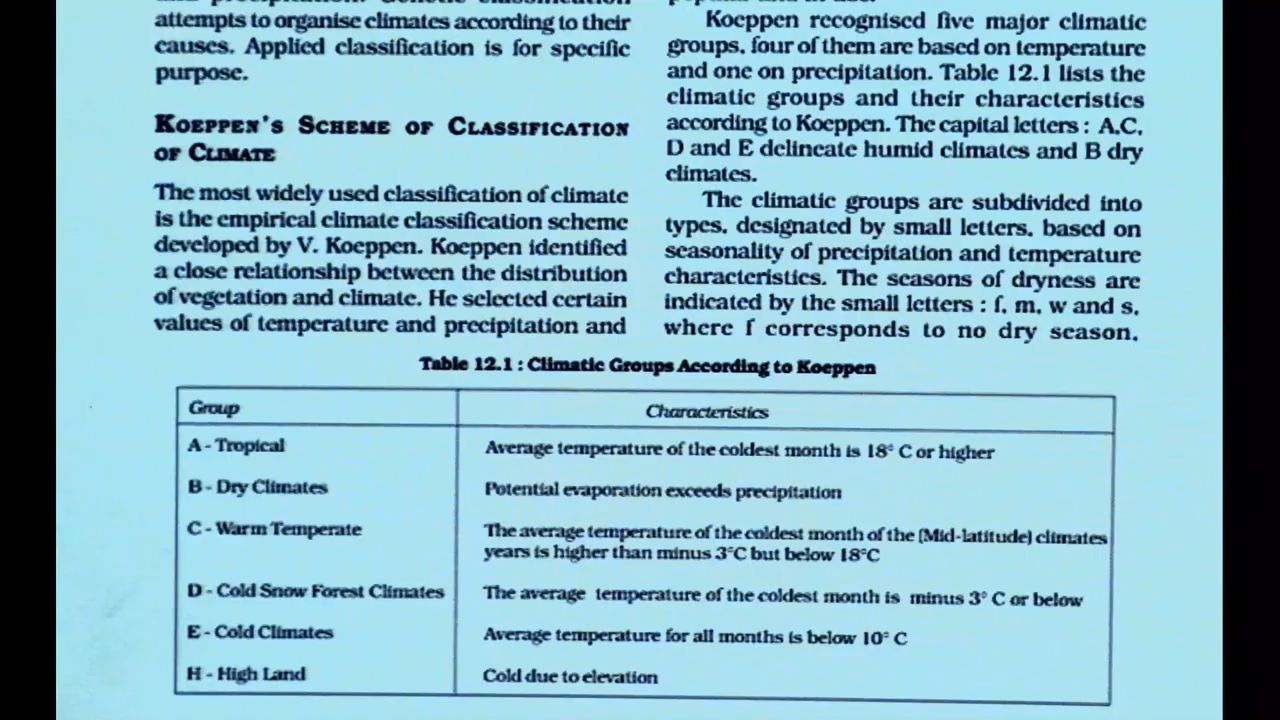 attempts to organise climates according to their
causes. Applied classification is for specific
purpose.
KOEPPEN'S SCHEME OF CLASSIFICATION
OF CLIMATE
The most widely used classification of climate
is the empirical climate classification scheme
developed by V. Koeppen. Koeppen identified
a close relationship between the distribution
of vegetation and climate. He selected certain
values of temperature and precipitation and
Koeppen recognised five major climatic
groups, four of them are based on temperature
and one on precipitation. Table 12.1 lists the
climatic groups and their characteristics
according to Koeppen. The capital letters : A,C,
D and E delineate humid climates and B dry
climates.
The climatic groups are subdivided into
types, designated by small letters, based on
seasonality of precipitation and temperature
characteristics. The seasons of dryness are
indicated by the small letters : f, m, w and s,
where f corresponds to no dry season,
Table 12.1 : Climatic Groups According to Koeppen
Group Characteristics
A - Tropical Average temperature of the coldest month is 18° C or higher
B - Dry Climates Potential evaporation exceeds precipitation
C - Warm Temperate The average temperature of the coldest month of the (Mid-latitude) climates
years is higher than minus 3°C but below 18°C
D - Cold Snow Forest Climates The average temperature of the coldest month is minus 3° C or below
E - Cold Climates Average temperature for all months is below 10° C
H - High Land Cold due to elevation